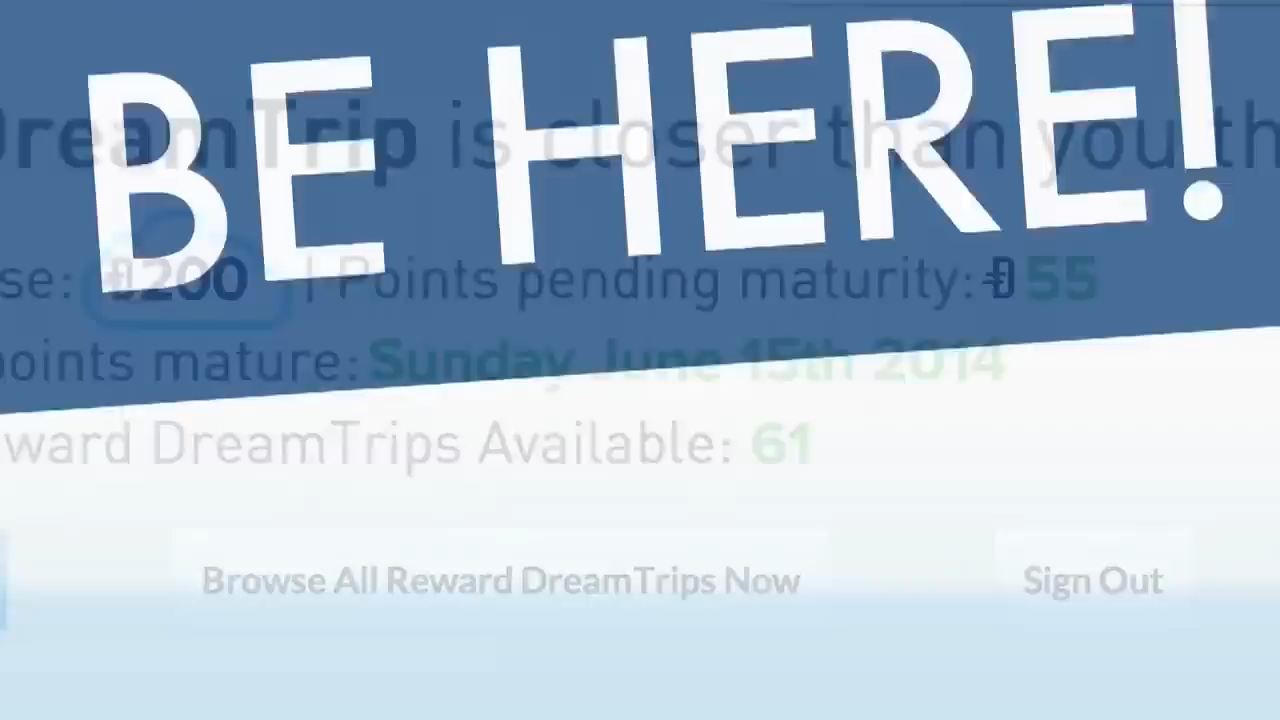 BE HERE!
DreamTrip is closer than you th
se: Đ200 | Points pending maturity: Đ 55
points mature: Sunday June 15th 2014
ward DreamTrips Available: 61
Browse All Reward DreamTrips Now
Sign Out